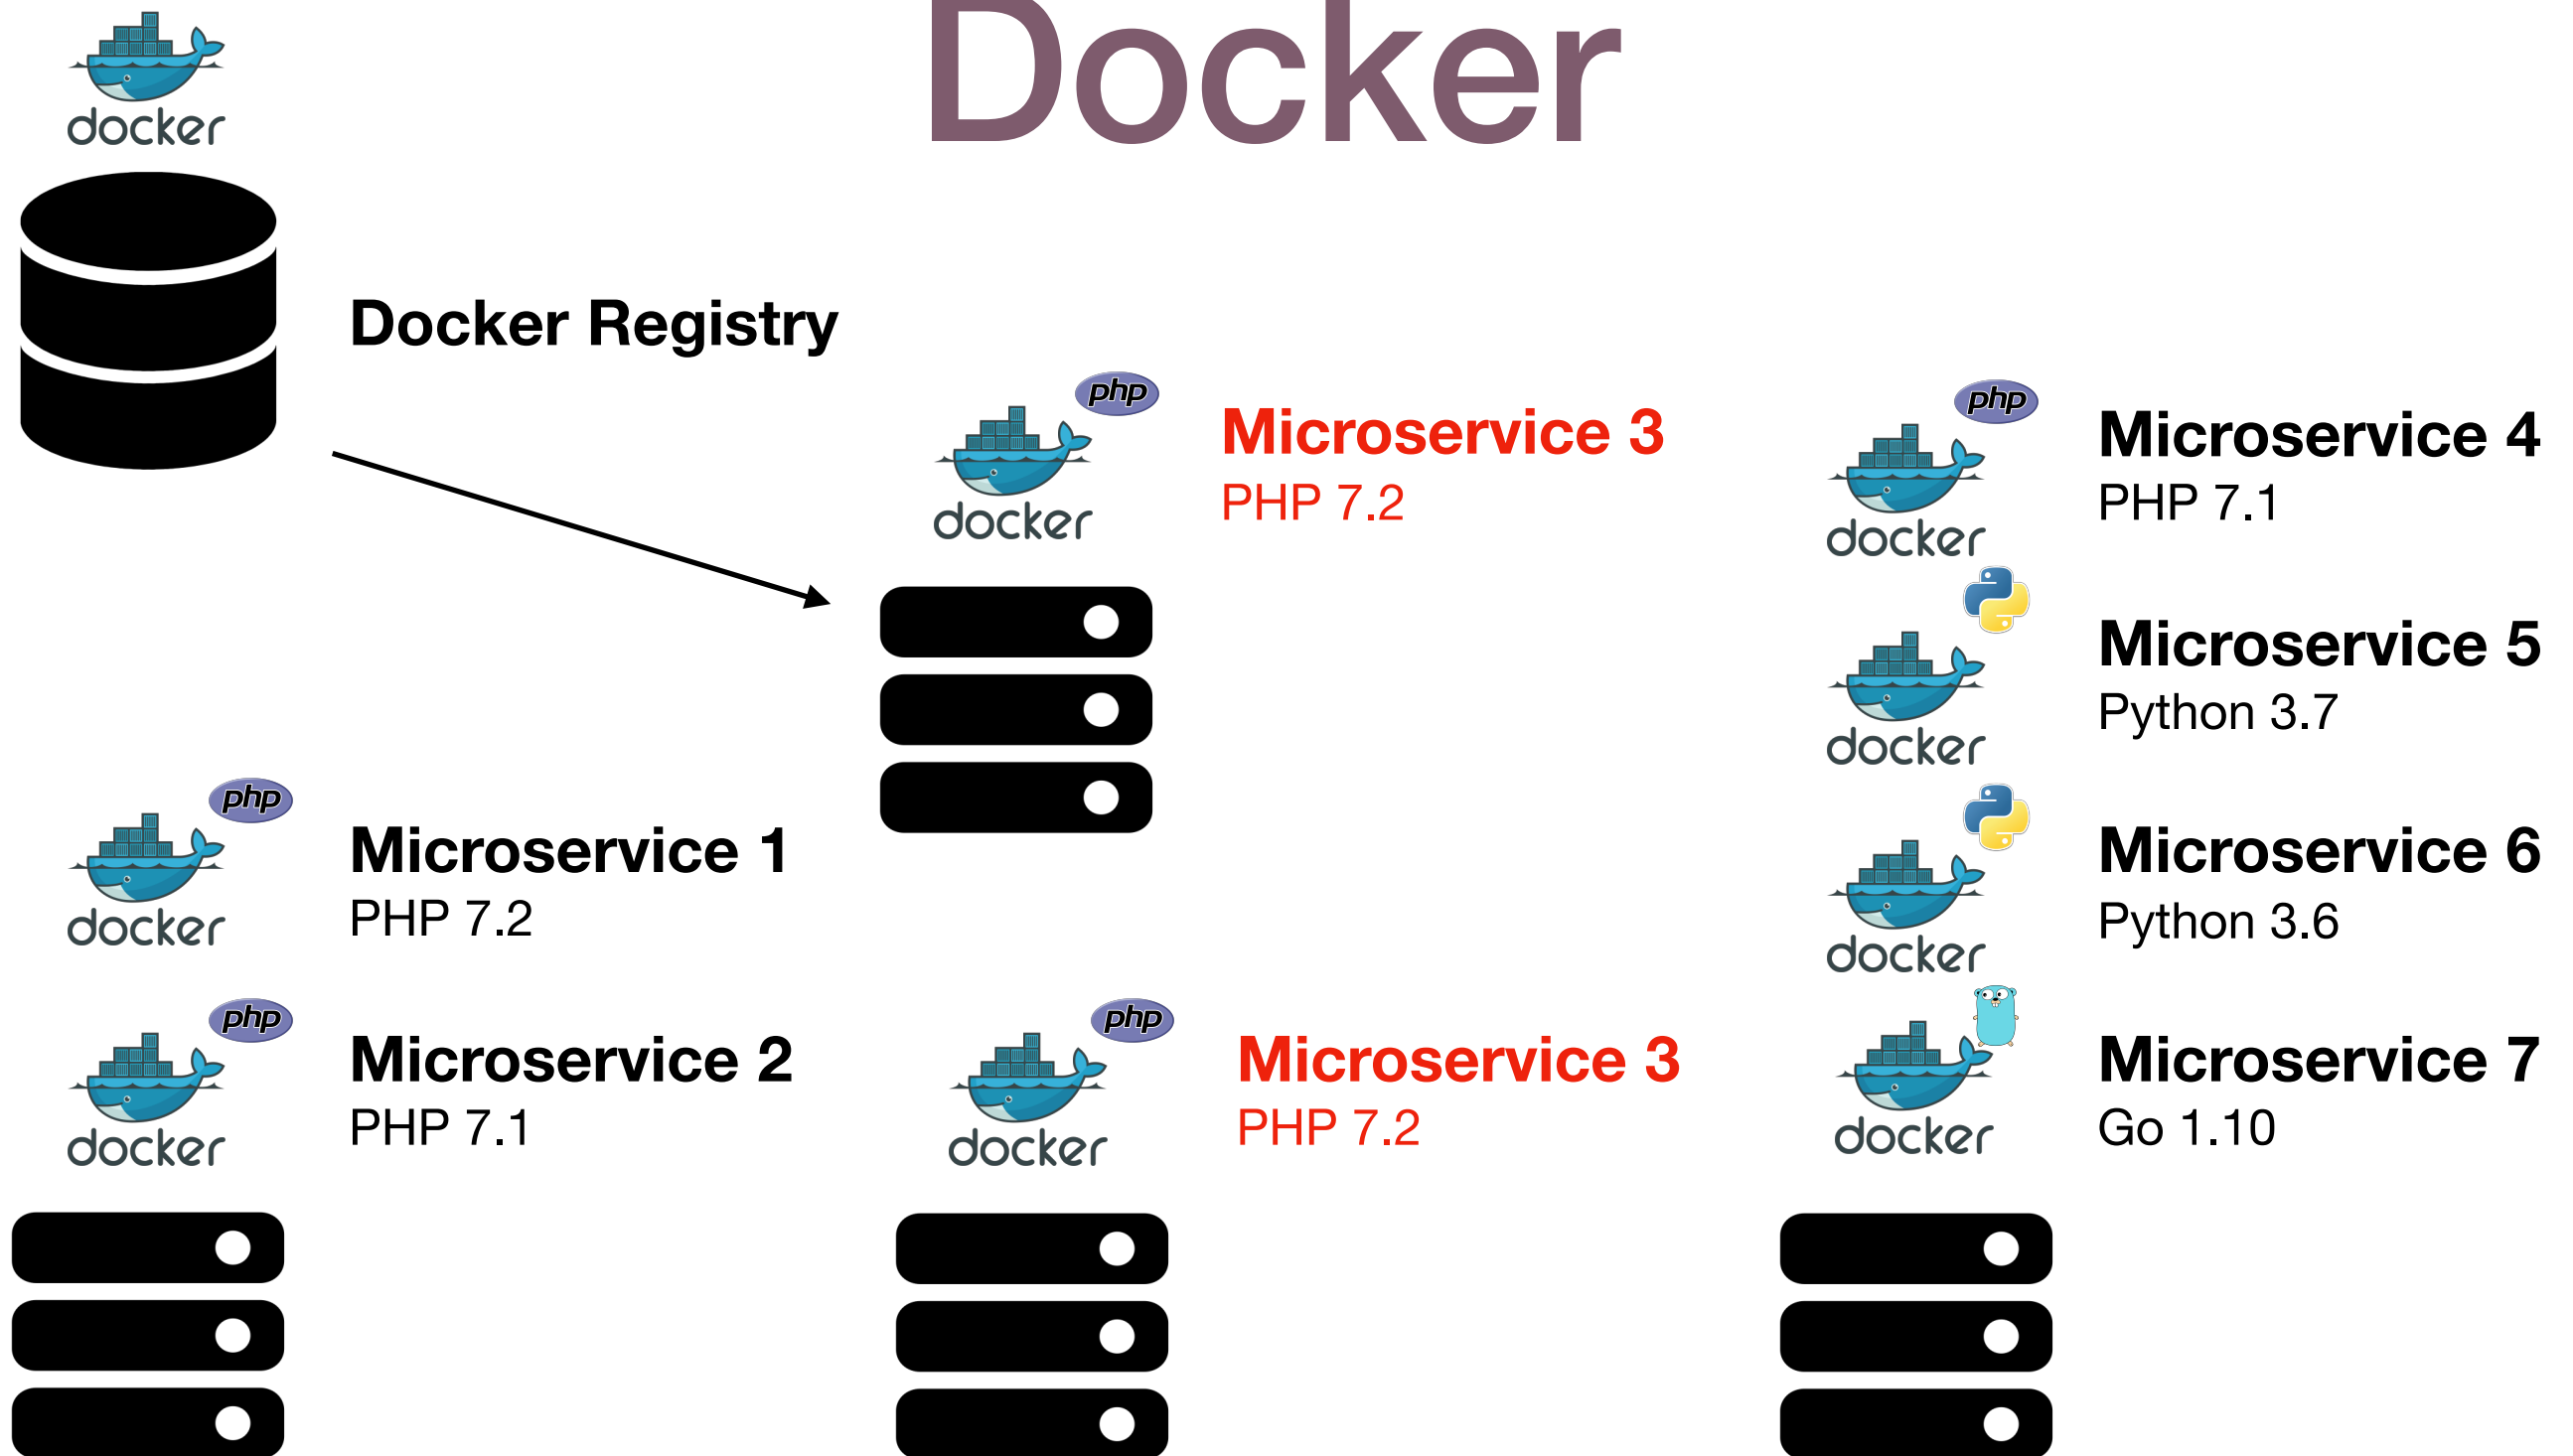 Docker
docker
Docker Registry
php
Microservice 3
PHP 7.2
docker
php
Microservice 4
PHP 7.1
docker
Microservice 5
Python 3.7
docker
php
Microservice 1
PHP 7.2
docker
Microservice 6
Python 3.6
docker
php
Microservice 2
PHP 7.1
docker
php
Microservice 3
PHP 7.2
docker
Microservice 7
Go 1.10
docker